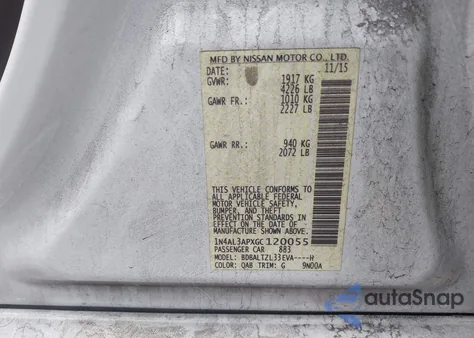 MFD BY NISSAN MOTOR CO., LTD.
DATE: 11/15
GVWR: 1917 KG
4226 LB
GAWR FR.: 1010 KG
2227 LB
GAWR RR.: 940 KG
2072 LB
THIS VEHICLE CONFORMS TO
ALL APPLICABLE FEDERAL
MOTOR VEHICLE SAFETY,
BUMPER, AND THEFT
PREVENTION STANDARDS IN
EFFECT ON THE DATE OF
MANUFACTURE SHOWN ABOVE.
1N4AL3APXGC120055
PASSENGER CAR 883
MODEL: BDBALTZL33EVA----H
COLOR: QAB TRIM: G 9N00A
autoSnap